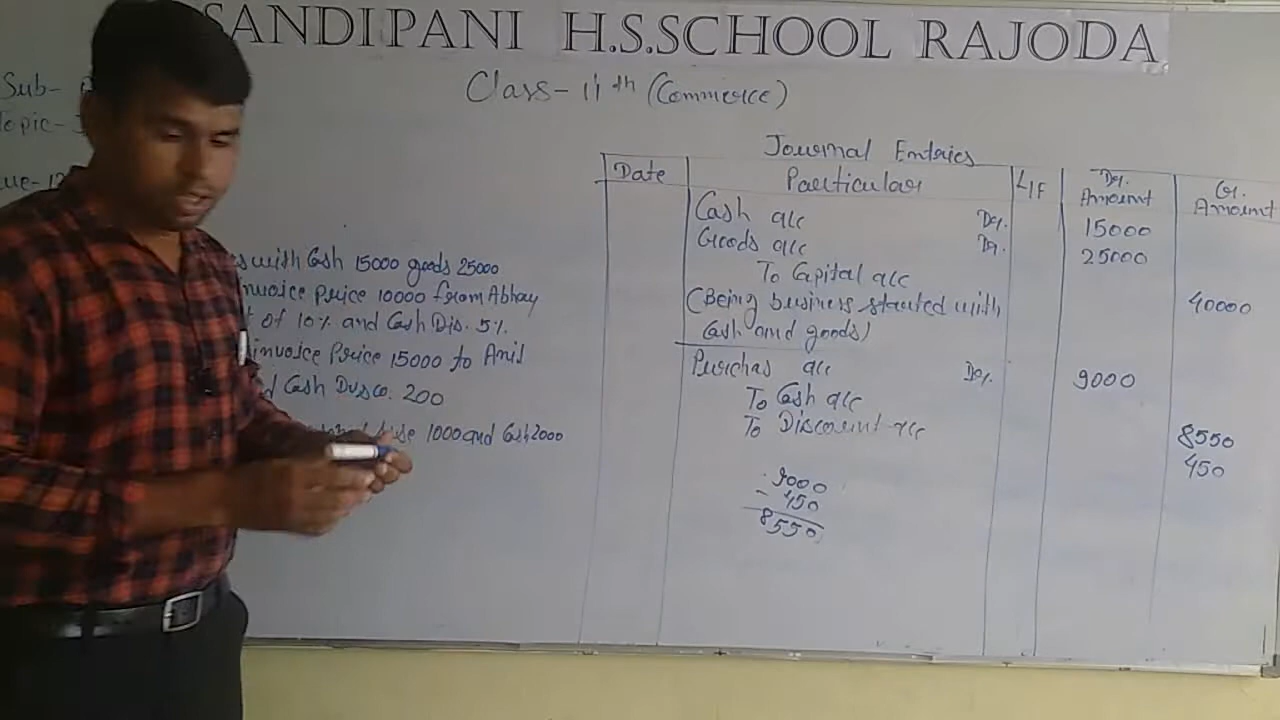 SANDIPANI H.S.SCHOOL RAJODA
Class-11th (Commerce)
Sub-
Topic-
with Cash 15000 goods 25000
invoice Price 10000 from Abhay
of 10% and Cash Dis. 5%.
invoice Price 15000 to Anil
Cash Disco. 200
use 1000 and Cash 2000
Journal Entries
Date Particular L/F Dr. Amount Cr. Amount
Cash a/c Dr. 15000
Goods a/c Dr. 25000
To Capital a/c
(Being business started with 40000
Cash and goods)
Purchas a/c Dr. 9000
To Cash a/c
To Discount a/c 8550
450
9000
- 450
8550